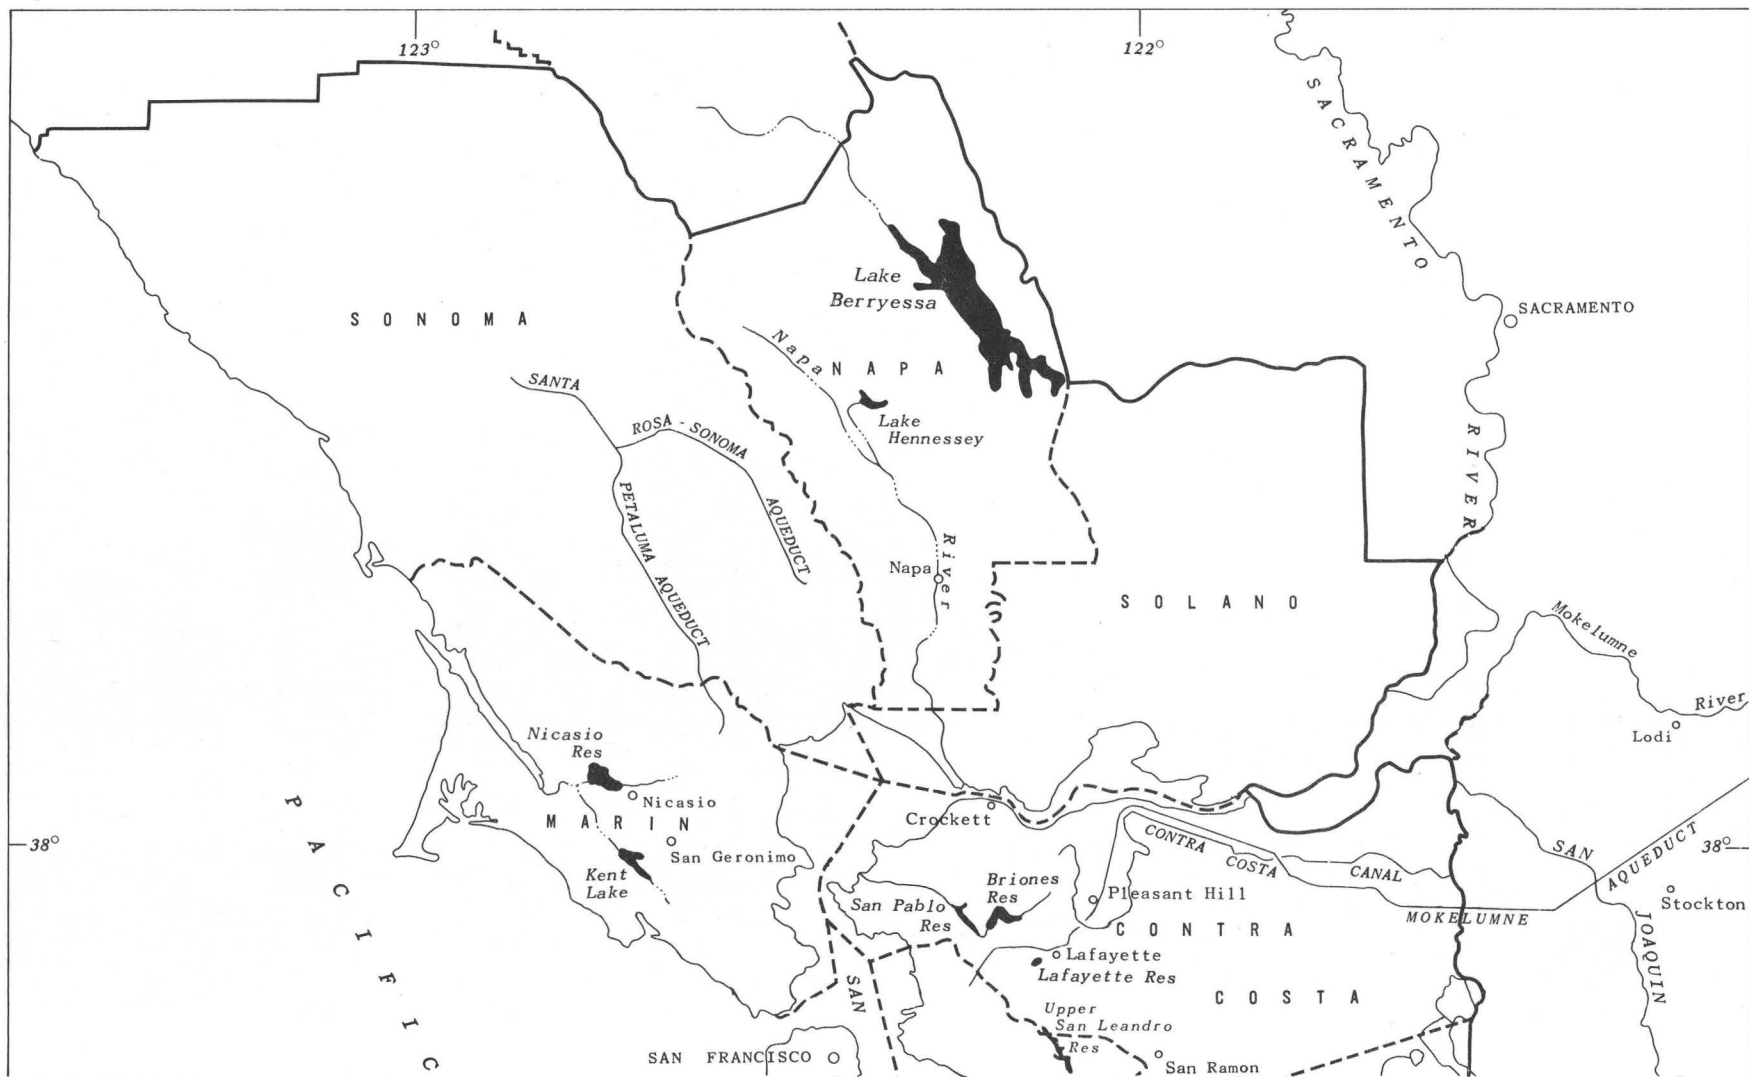 123°
122°
SACRAMENTO
RIVER
SACRAMENTO
Lake
Berryessa
SONOMA
Napa
River
NAPA
SANTA
ROSA - SONOMA
AQUEDUCT
Lake
Hennessey
PETALUMA AQUEDUCT
Napa
SOLANO
Mokelumne
River
Lodi
Nicasio
Res
Nicasio
MARIN
San Geronimo
Kent
Lake
38°
PACIFIC
Crockett
CONTRA
COSTA
CANAL
SAN
JOAQUIN
AQUEDUCT
38°
Briones
Res
Pleasant Hill
MOKELUMNE
Stockton
San Pablo
Res
CONTRA
COSTA
Lafayette
Lafayette Res
SAN
Upper
San Leandro
Res
SAN FRANCISCO
San Ramon